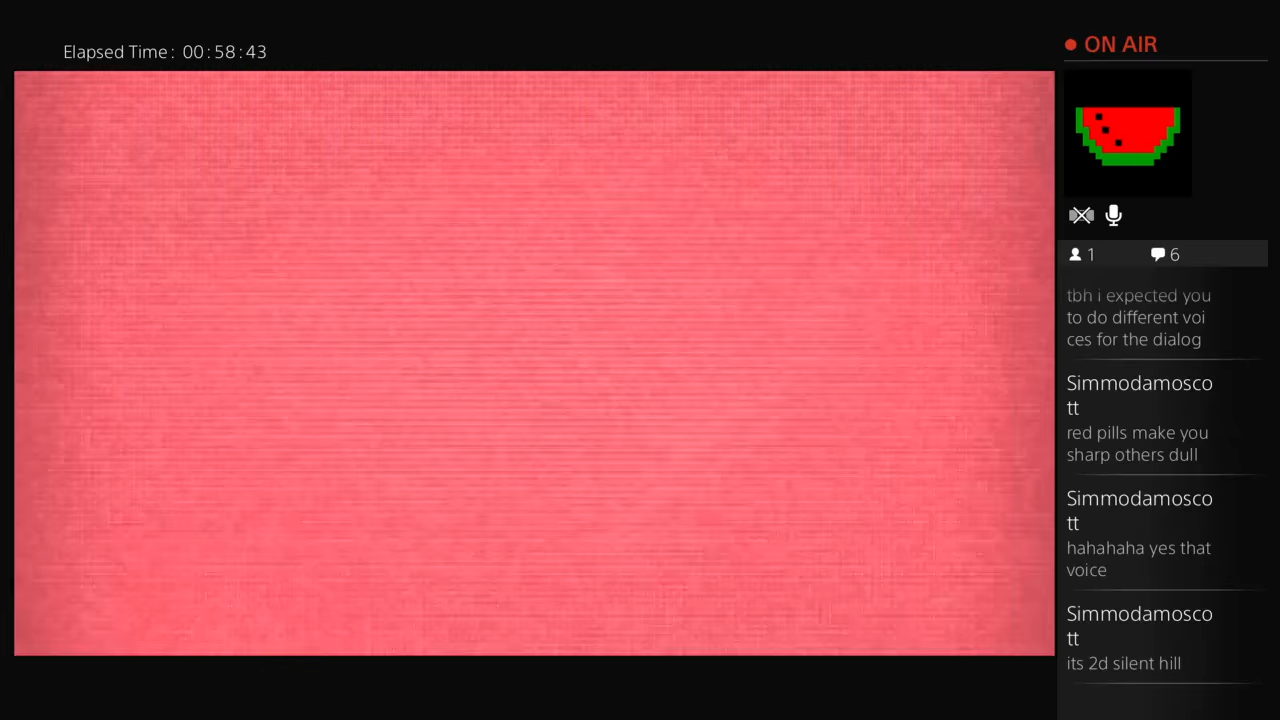 Elapsed Time: 00:58:43
ON AIR
1 6
tbh i expected you
to do different voi
ces for the dialog
Simmodamosco
tt
red pills make you
sharp others dull
Simmodamosco
tt
hahahaha yes that
voice
Simmodamosco
tt
its 2d silent hill